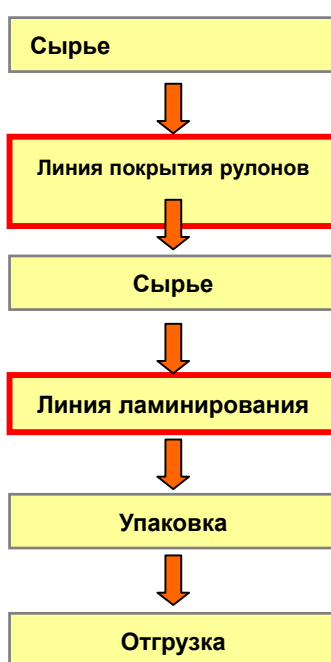 Сырье
Линия покрытия рулонов
Сырье
Линия ламинирования
Упаковка
Отгрузка